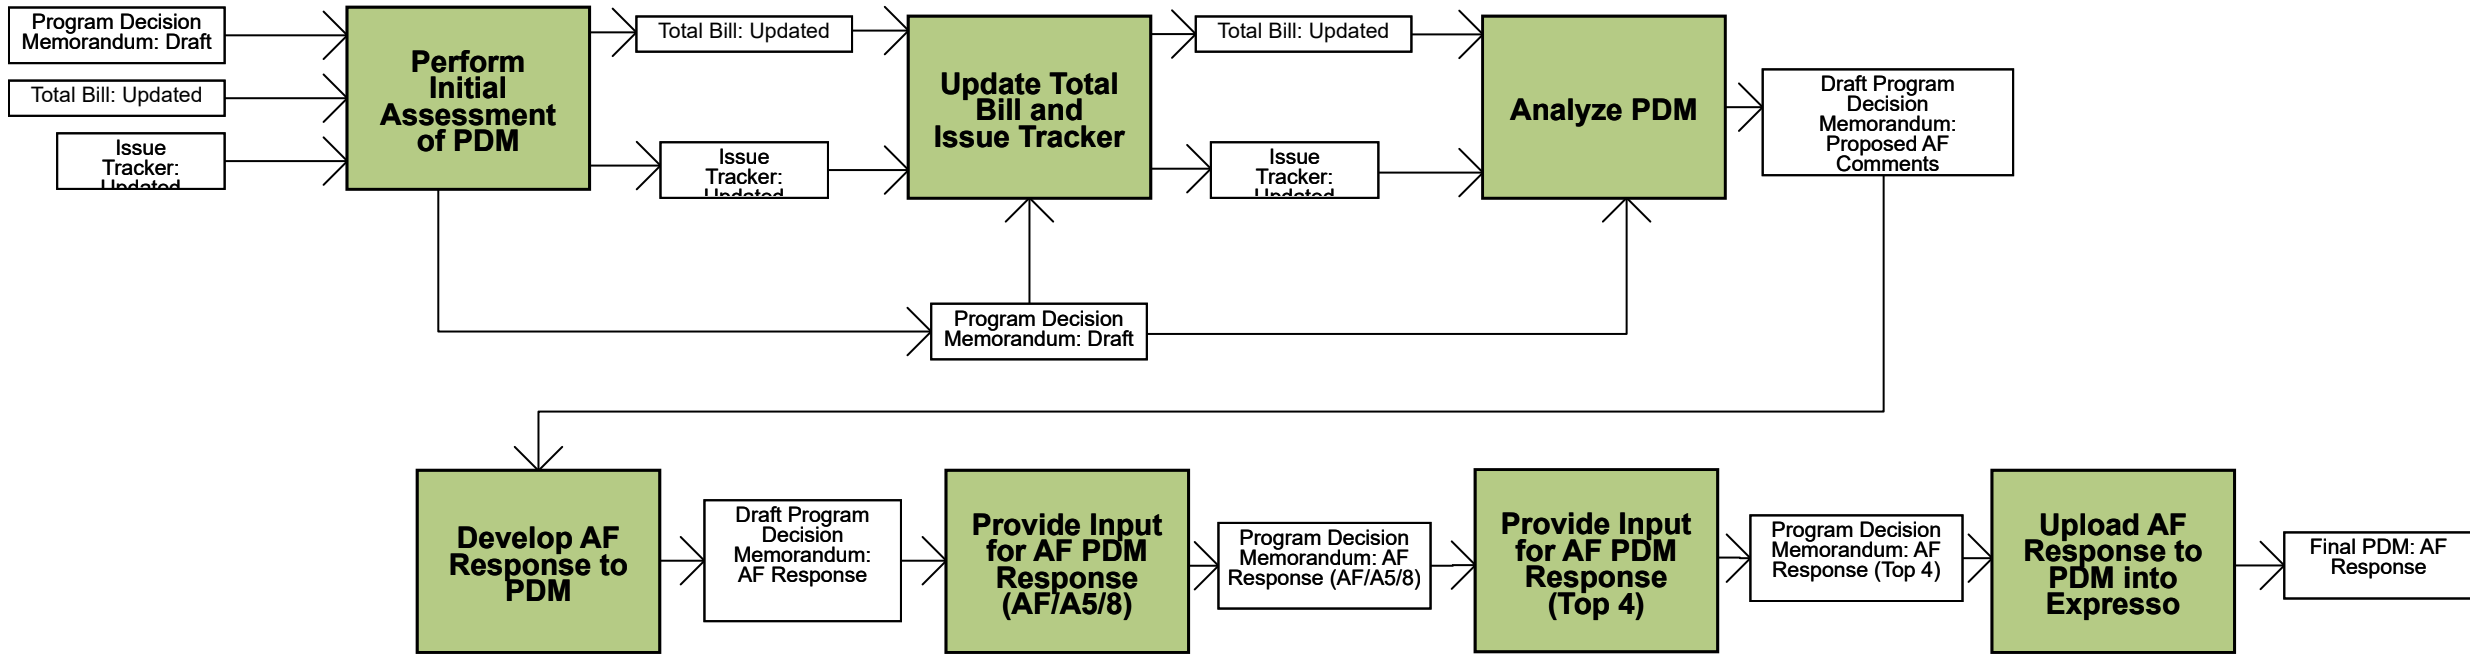 Program Decision
Memorandum: Draft
Total Bill: Updated
Issue
Tracker:
Updated
Perform
Initial
Assessment
of PDM
Total Bill: Updated
Issue
Tracker:
Updated
Update Total
Bill and
Issue Tracker
Total Bill: Updated
Issue
Tracker:
Updated
Analyze PDM
Draft Program
Decision
Memorandum:
Proposed AF
Comments
Program Decision
Memorandum: Draft
Develop AF
Response to
PDM
Draft Program
Decision
Memorandum:
AF Response
Provide Input
for AF PDM
Response
(AF/A5/8)
Program Decision
Memorandum: AF
Response (AF/A5/8)
Provide Input
for AF PDM
Response
(Top 4)
Program Decision
Memorandum: AF
Response (Top 4)
Upload AF
Response to
PDM into
Expresso
Final PDM: AF
Response